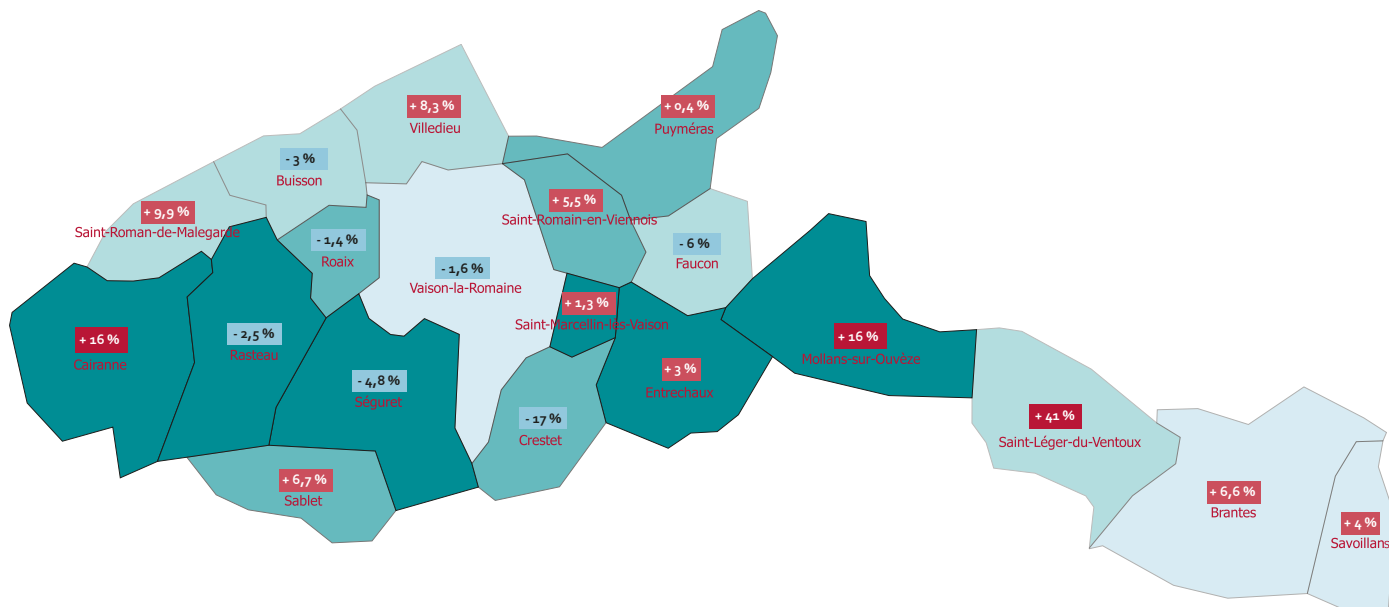 + 8,3 %
Villedieu
+ 0,4 %
Puyméras
- 3 %
Buisson
+ 9,9 %
Saint-Roman-de-Malegarde
+ 5,5 %
Saint-Romain-en-Viennois
- 1,4 %
Roaix
- 6 %
Faucon
- 1,6 %
Vaison-la-Romaine
+ 1,3 %
Saint-Marcellin-lès-Vaison
+ 16 %
Cairanne
- 2,5 %
Rasteau
+ 16 %
Mollans-sur-Ouvèze
- 4,8 %
Séguret
+ 3 %
Entrechaux
- 17 %
Crestet
+ 41 %
Saint-Léger-du-Ventoux
+ 6,7 %
Sablet
+ 6,6 %
Brantes
+ 4 %
Savoillans